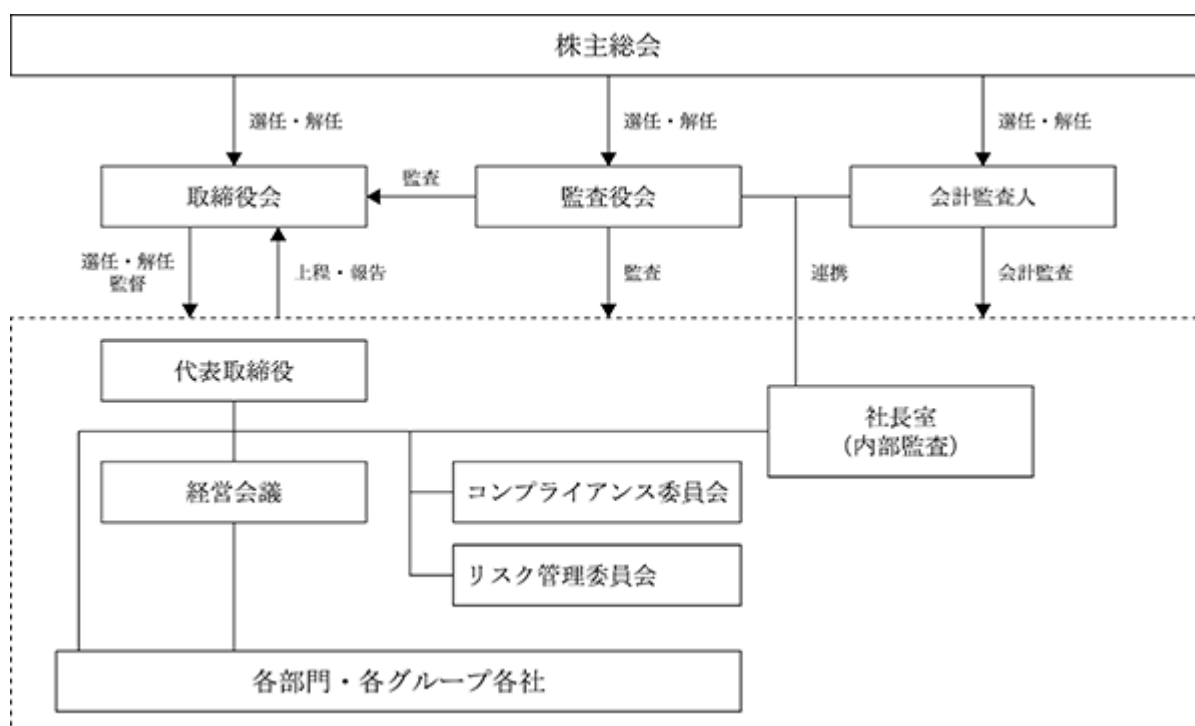 株主総会
選任・解任
選任・解任
選任・解任
取締役会
監査
監査役会
会計監査人
選任・解任
監督
上程・報告
監査
連携
会計監査
代表取締役
社長室
(内部監査)
経営会議
コンプライアンス委員会
リスク管理委員会
各部門・各グループ各社